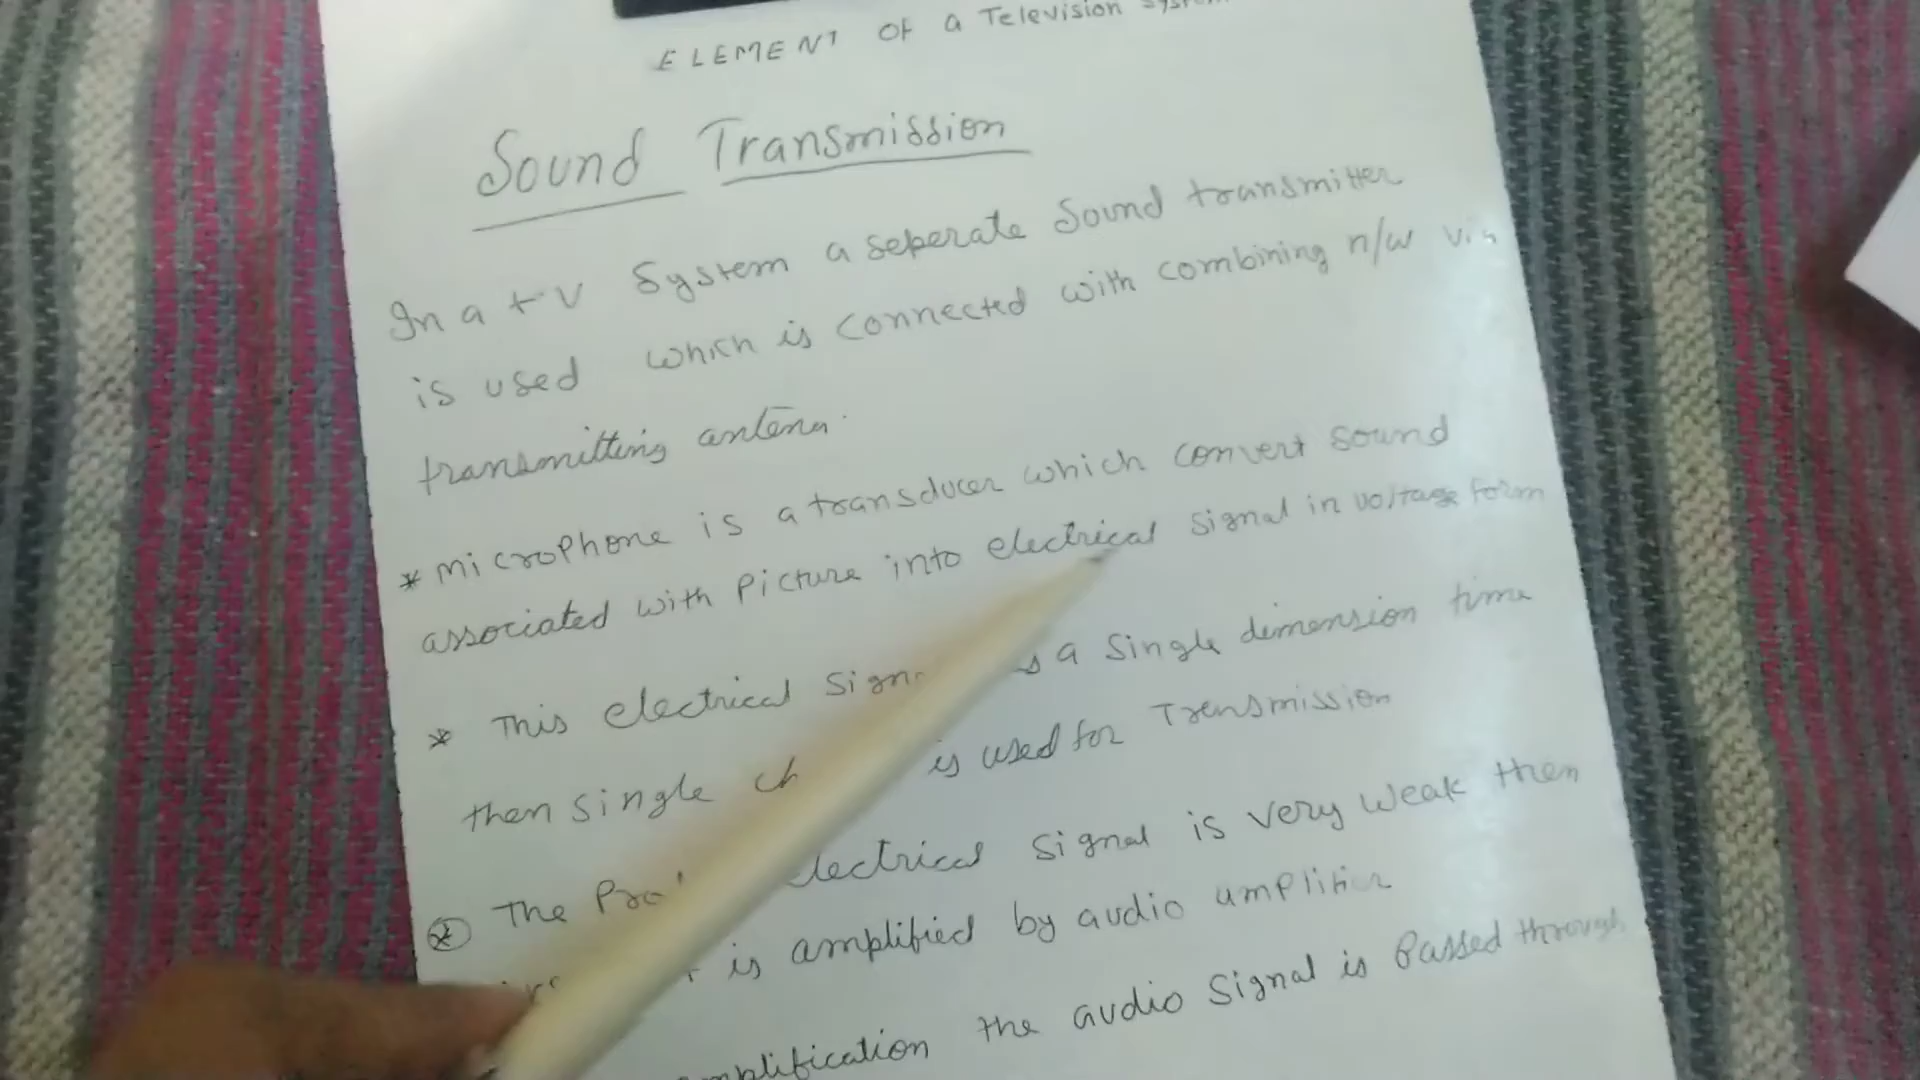 ELEMENT Of a Television System
Sound Transmission
In a tv System a seperate Sound transmitter
is used which is connected with combining n/w via
transmitting antena.
* microphone is a transducer which convert sound
associated with Picture into electrical signal in voltage form
* This electrical a Single dimension time
then single is used for Transmission
* The electrical signal is very weak then
is amplified by audio amplifier
the audio Signal is Passed through